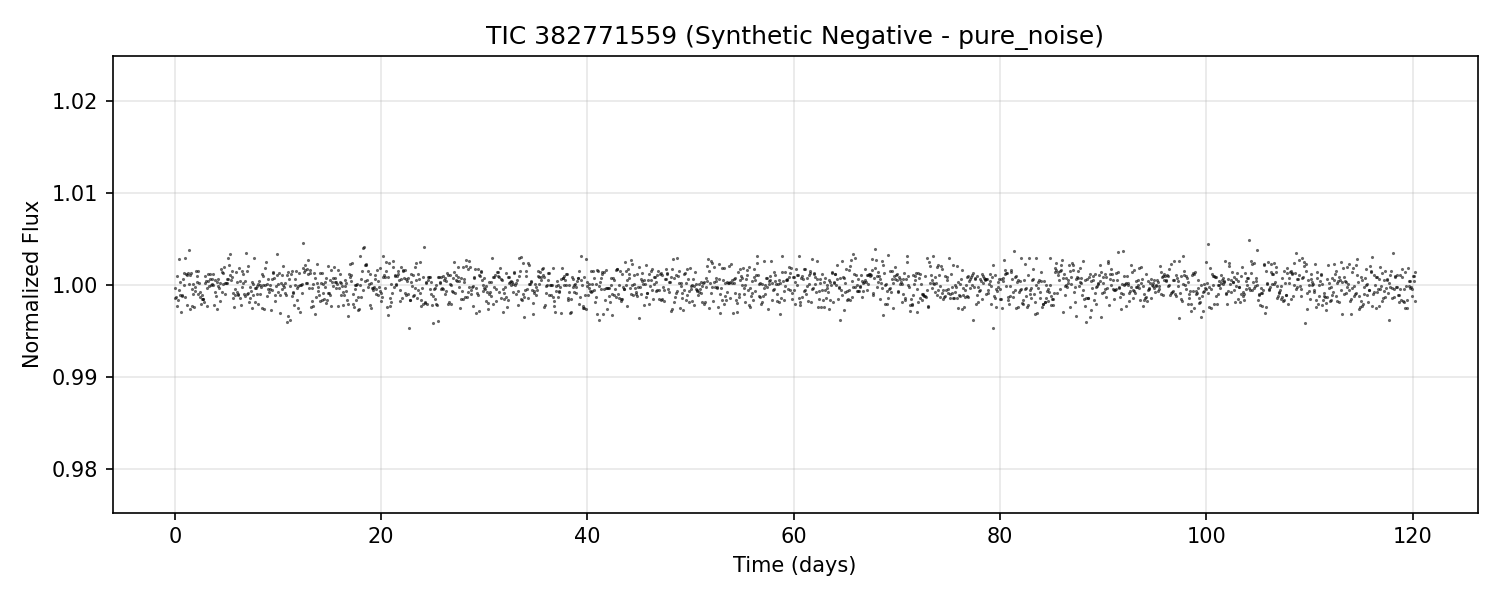 TIC 382771559 (Synthetic Negative - pure_noise)
Normalized Flux
1.02
1.01
1.00
0.99
0.98
0 20 40 60 80 100 120
Time (days)